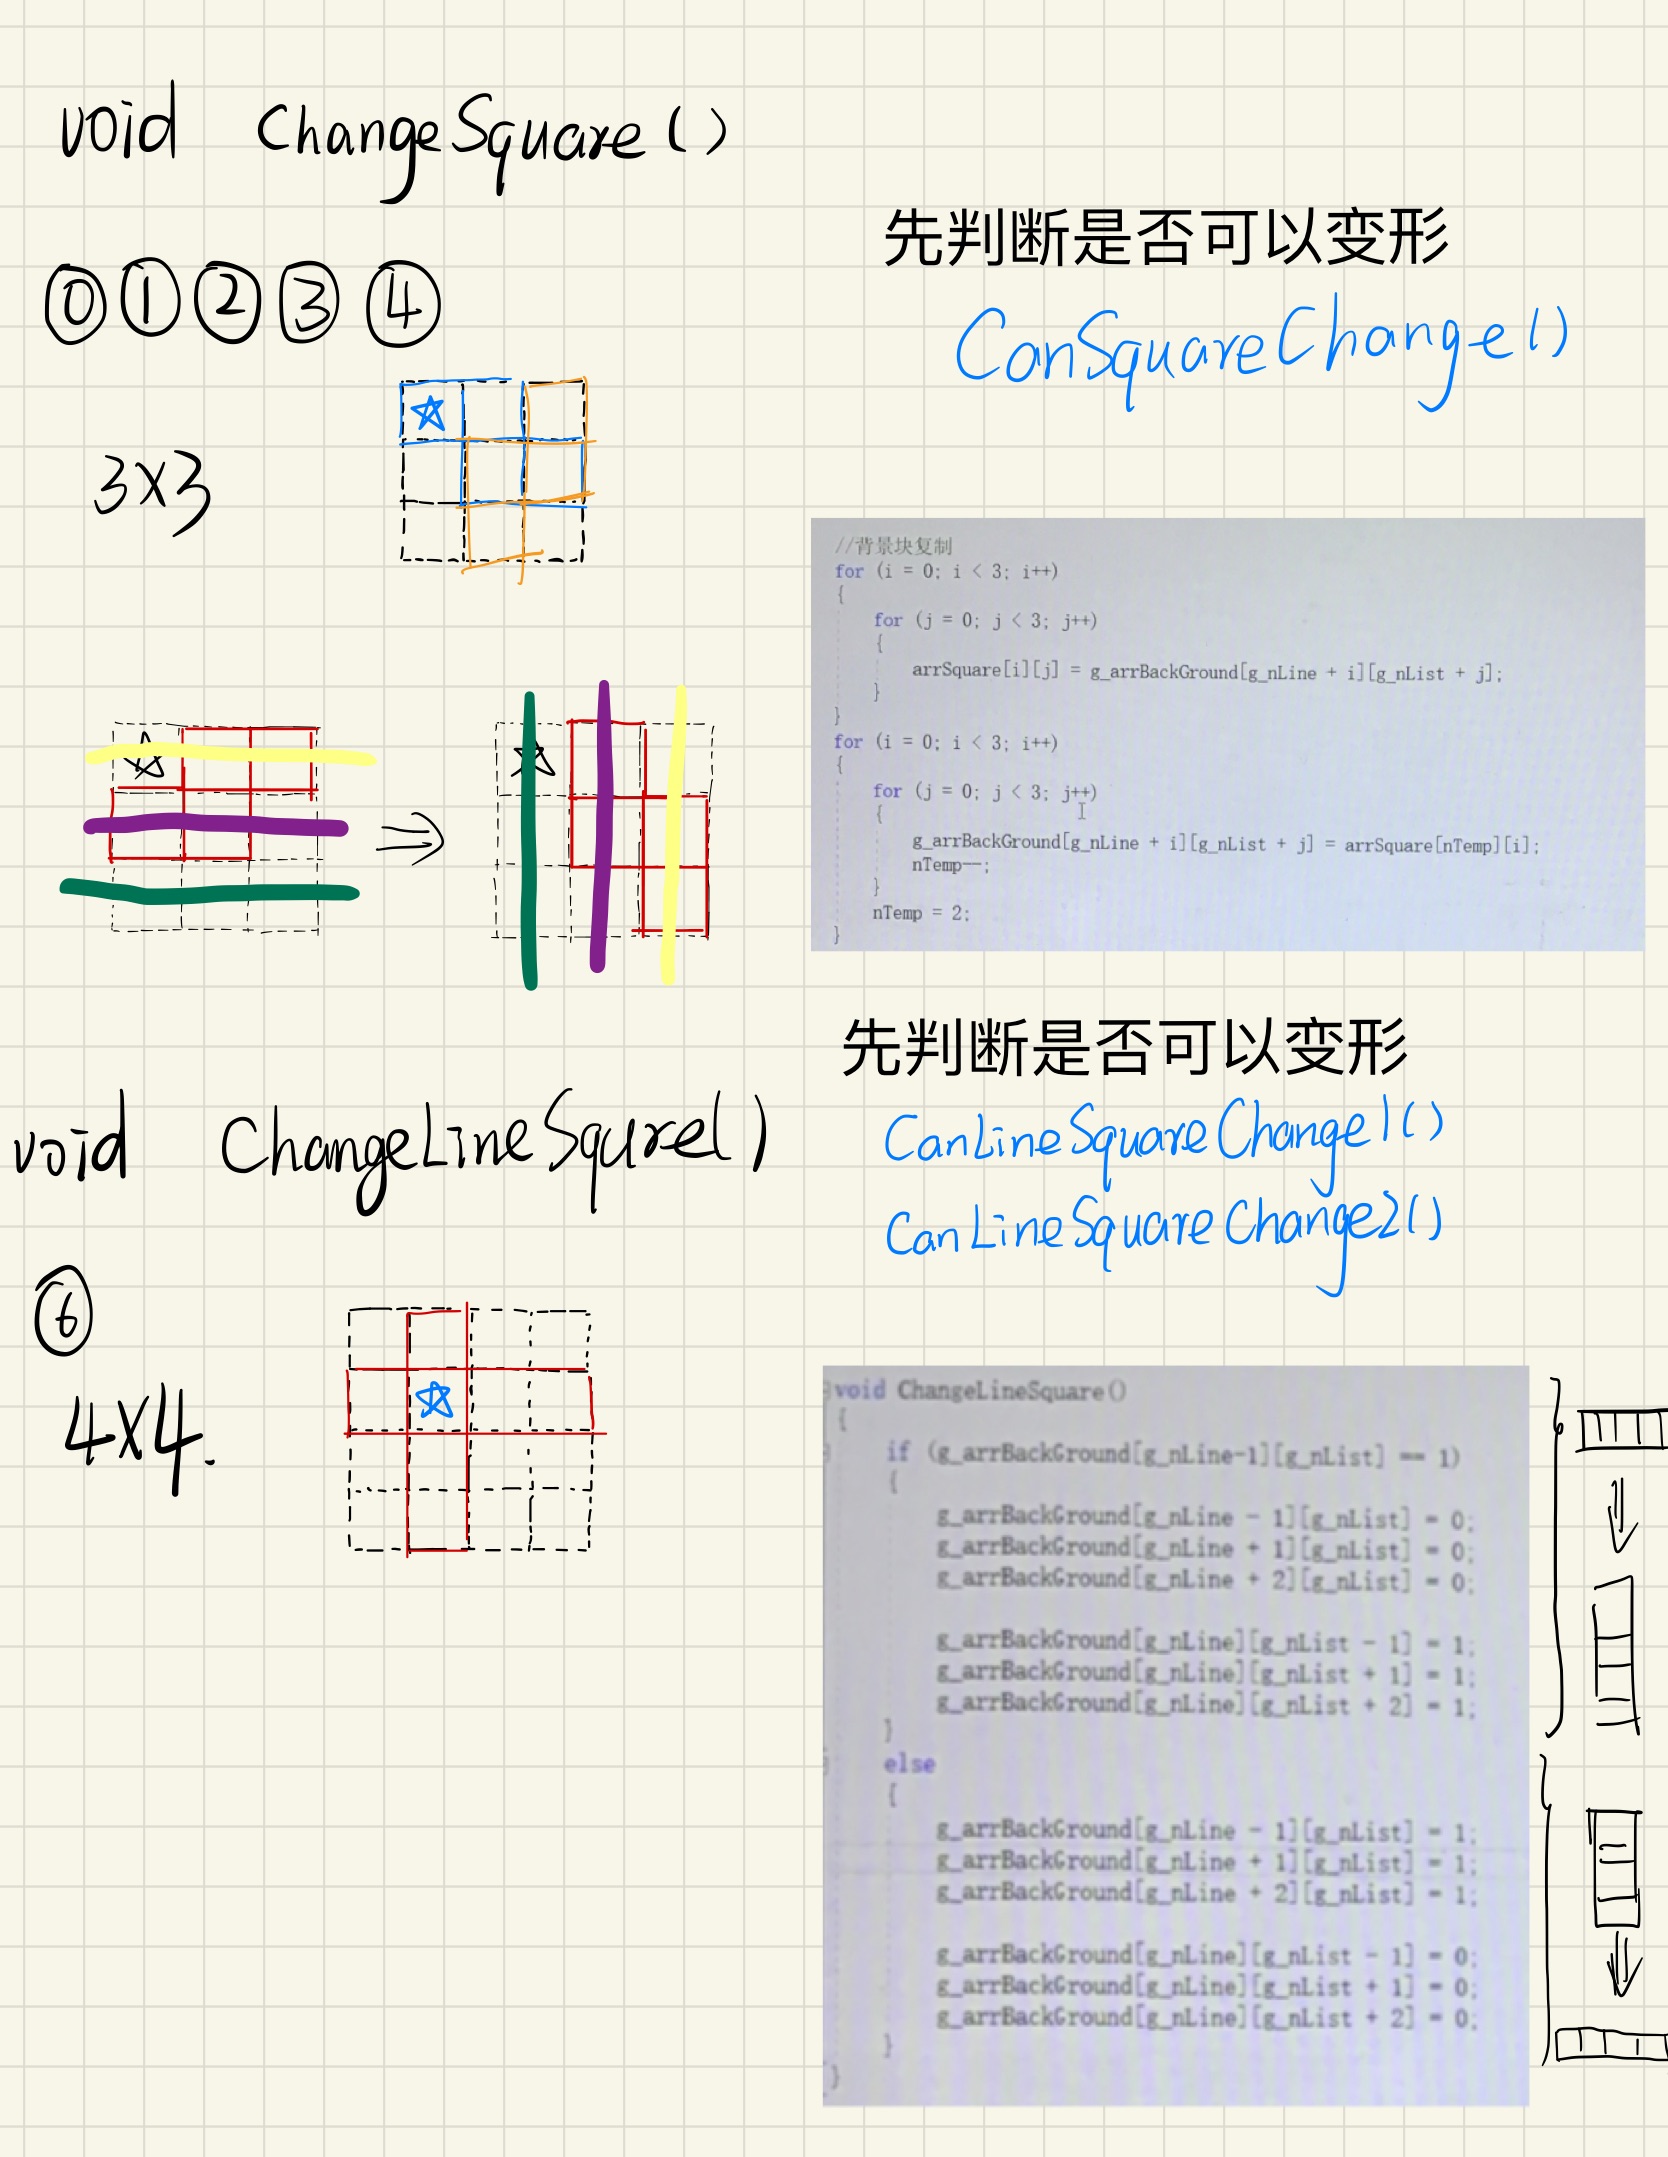 void ChangeSquare()
先判断是否可以变形
⓪①②③④
CanSquareChange()
3×3
//背景块复制
for (i = 0; i < 3; i++)
{
for (j = 0; j < 3; j++)
{
arrSquare[i][j] = g_arrBackGround[g_nLine + i][g_nList + j];
}
}
for (i = 0; i < 3; i++)
{
for (j = 0; j < 3; j++)
{
g_arrBackGround[g_nLine + i][g_nList + j] = arrSquare[nTemp][i];
nTemp--;
}
nTemp = 2;
}
先判断是否可以变形
void ChangeLineSqure()
CanLineSquareChange1()
CanLineSquareChange2()
⑥
4×4.
void ChangeLineSquare()
{
if (g_arrBackGround[g_nLine-1][g_nList] == 1)
{
g_arrBackGround[g_nLine - 1][g_nList] = 0;
g_arrBackGround[g_nLine + 1][g_nList] = 0;
g_arrBackGround[g_nLine + 2][g_nList] = 0;
g_arrBackGround[g_nLine][g_nList - 1] = 1;
g_arrBackGround[g_nLine][g_nList + 1] = 1;
g_arrBackGround[g_nLine][g_nList + 2] = 1;
}
else
{
g_arrBackGround[g_nLine - 1][g_nList] = 1;
g_arrBackGround[g_nLine + 1][g_nList] = 1;
g_arrBackGround[g_nLine + 2][g_nList] = 1;
g_arrBackGround[g_nLine][g_nList - 1] = 0;
g_arrBackGround[g_nLine][g_nList + 1] = 0;
g_arrBackGround[g_nLine][g_nList + 2] = 0;
}
}